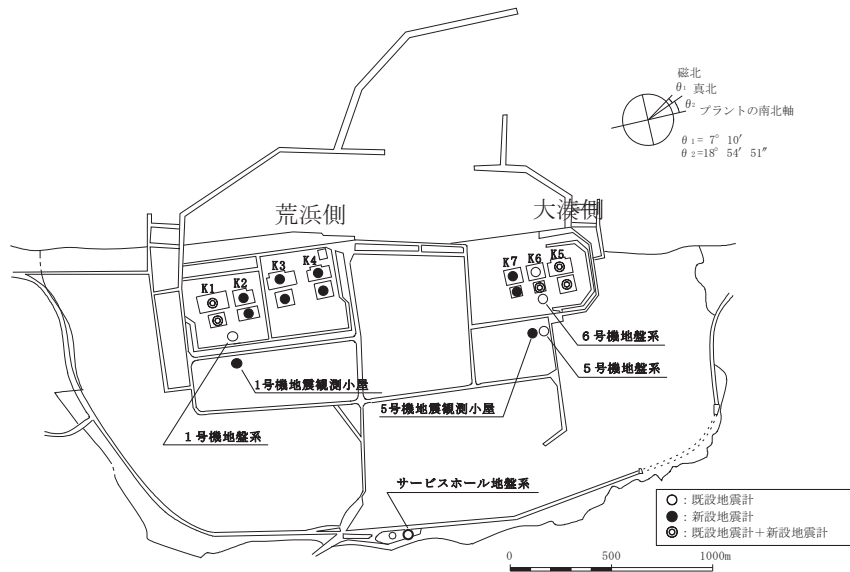 磁北
θ1 真北
θ2 プラントの南北軸
θ 1 = 7° 10′
θ 2 =18° 54′ 51″
荒浜側
大湊側
K1
K2
K3
K4
K7
K6
K5
6号機地盤系
5号機地盤系
1号機地震観測小屋
5号機地震観測小屋
1号機地盤系
サービスホール地盤系
○ : 既設地震計
● : 新設地震計
◎ : 既設地震計+新設地震計
0 500 1000m